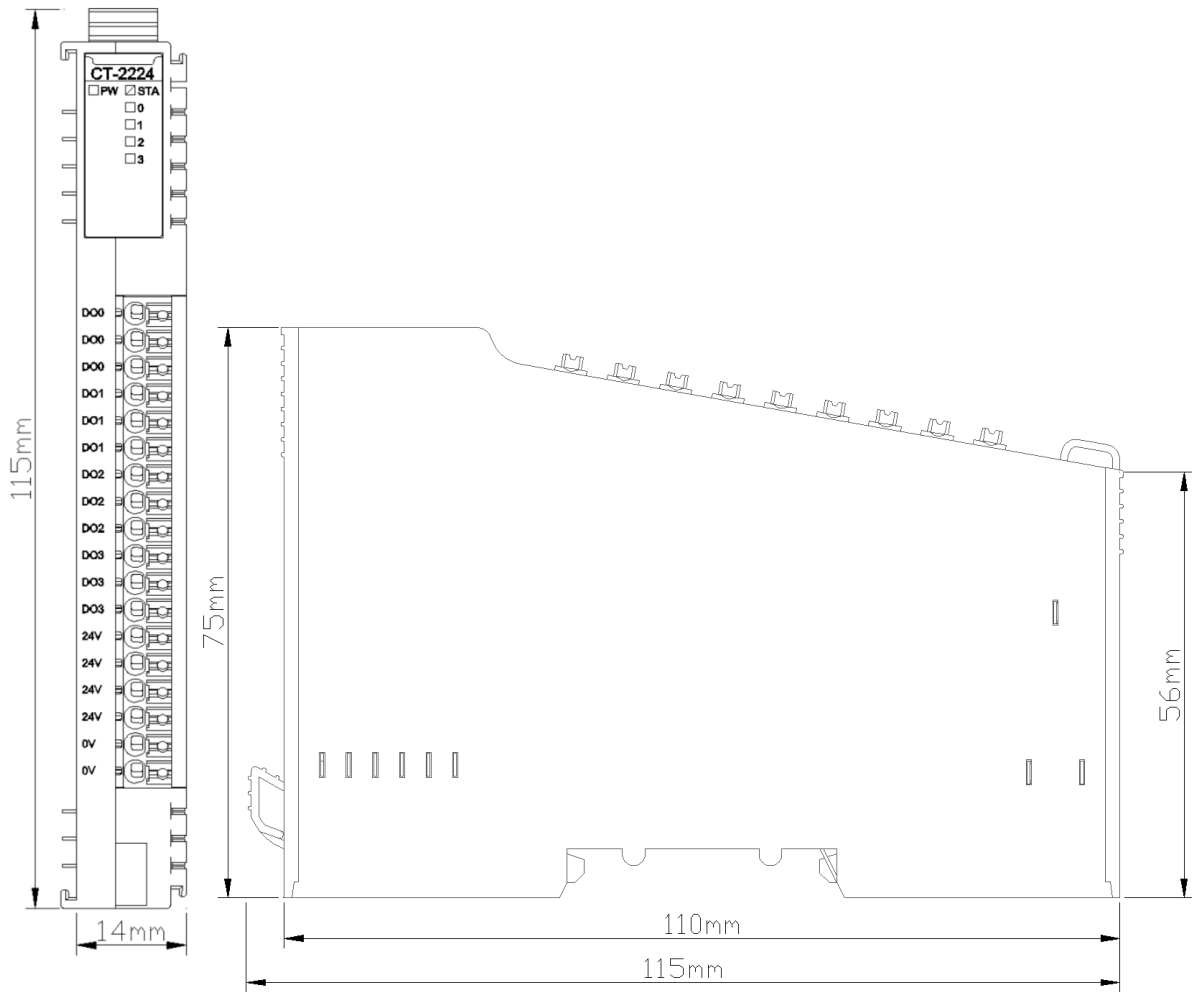 CT-2224
PW STA
0
1
2
3
DO0
DO0
DO0
DO1
DO1
DO1
DO2
DO2
DO2
DO3
DO3
DO3
24V
24V
24V
24V
0V
0V
115mm
14mm
75mm
56mm
110mm
115mm